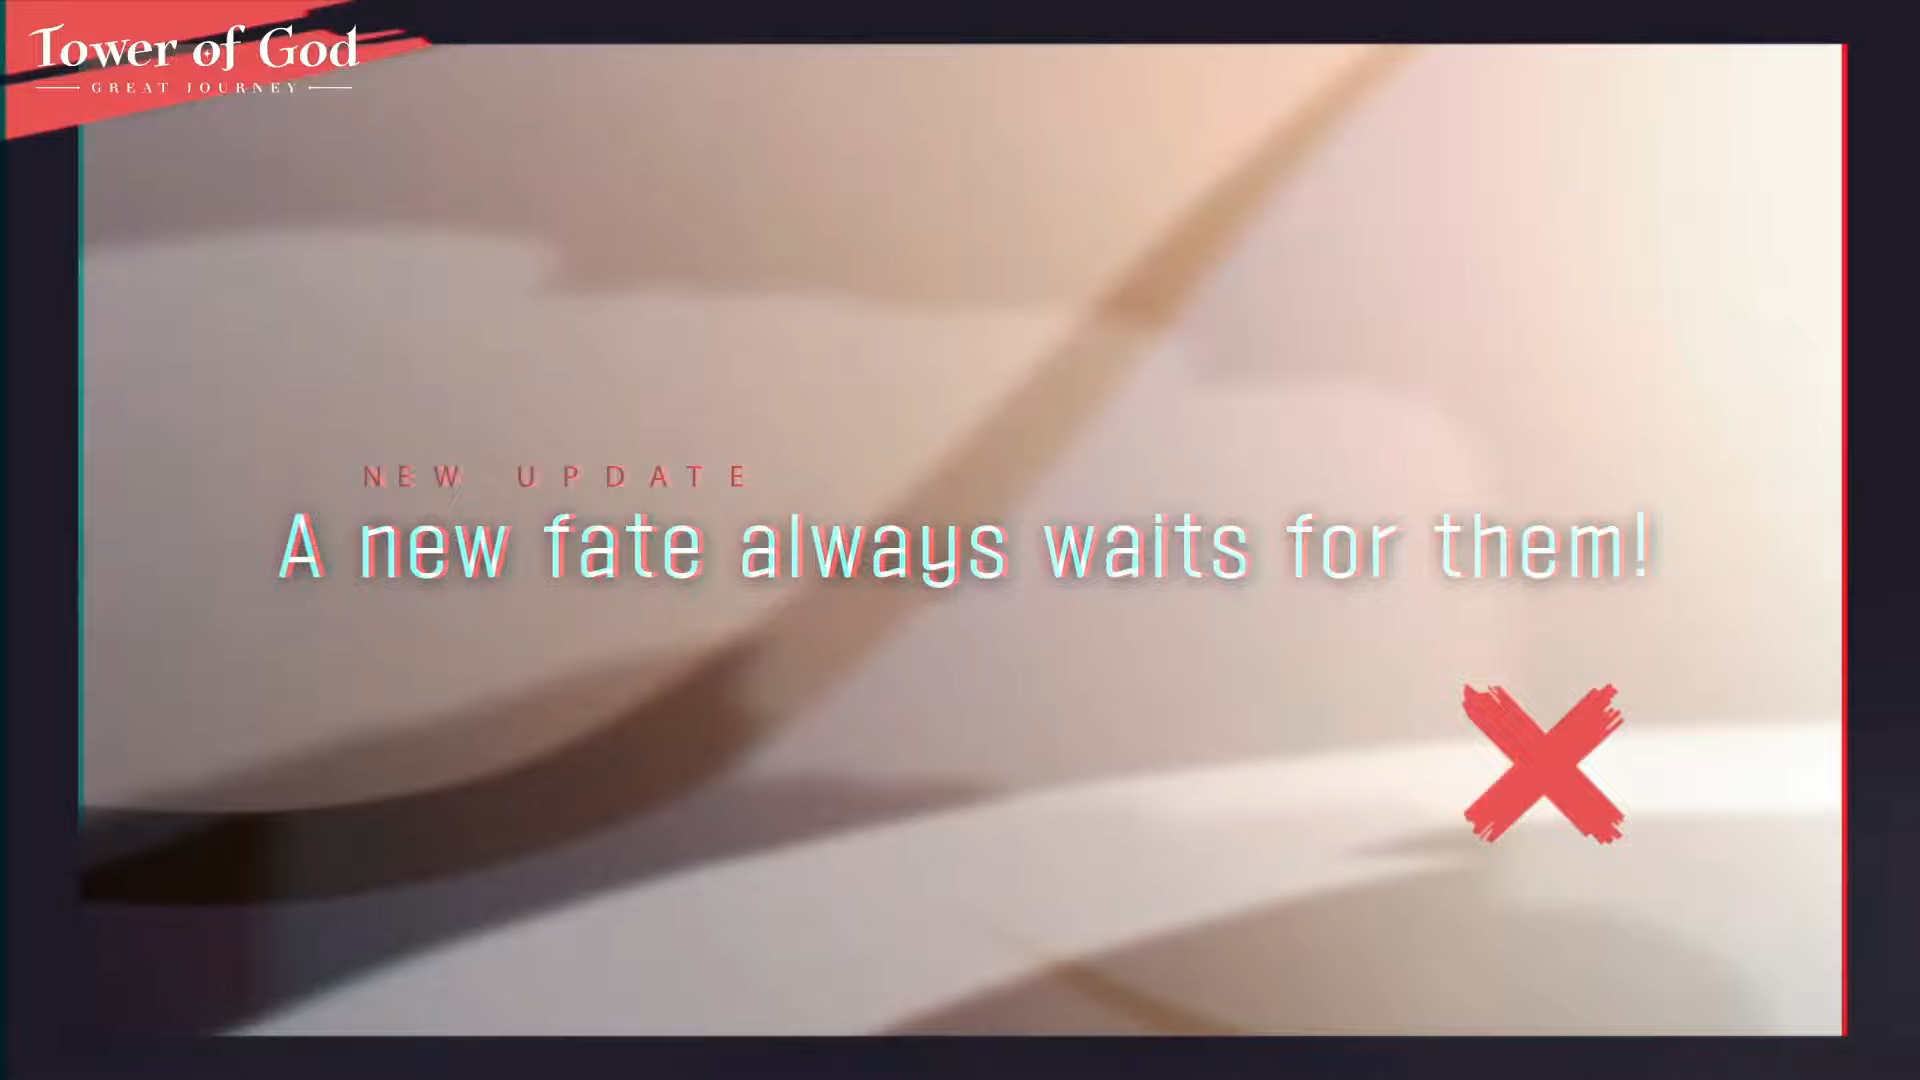 Tower of God
GREAT JOURNEY
NEW UPDATE
A new fate always waits for them!